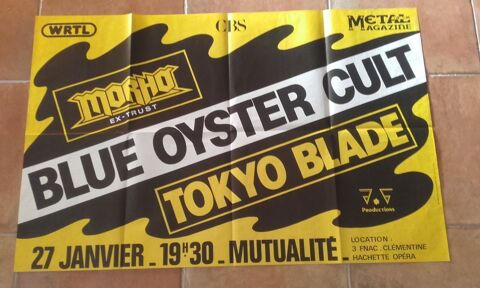 WRTL
CBS
METAL
MAGAZINE
MORHO
EX-TRUST
BLUE OYSTER CULT
TOKYO BLADE
Productions
27 JANVIER _ 19H30 _ MUTUALITÉ _
LOCATION :
3 FNAC . CLÉMENTINE
HACHETTE OPÉRA